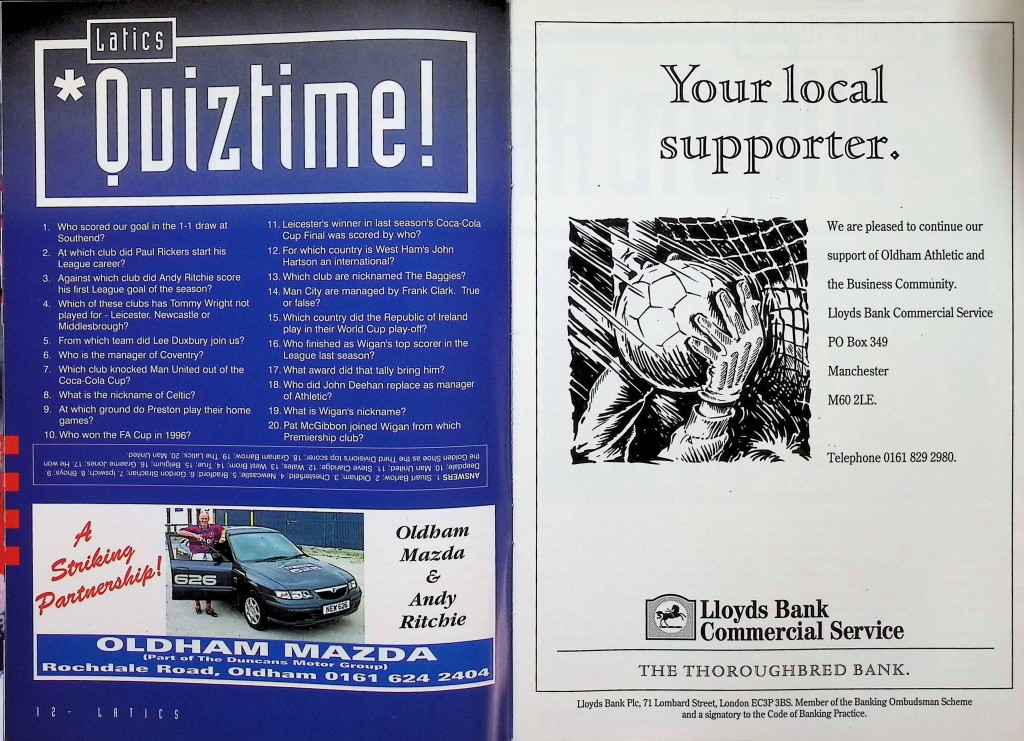 Latics
*Quiztime!
1. Who scored our goal in the 1-1 draw at
Southend?
2. At which club did Paul Rickers start his
League career?
3. Against which club did Andy Ritchie score
his first League goal of the season?
4. Which of these clubs has Tommy Wright not
played for - Leicester, Newcastle or
Middlesbrough?
5. From which team did Lee Duxbury join us?
6. Who is the manager of Coventry?
7. Which club knocked Man United out of the
Coca-Cola Cup?
8. What is the nickname of Celtic?
9. At which ground do Preston play their home
games?
10. Who won the FA Cup in 1996?
11. Leicester's winner in last season's Coca-Cola
Cup Final was scored by who?
12. For which country is West Ham's John
Hartson an international?
13. Which club are nicknamed The Baggies?
14. Man City are managed by Frank Clark. True
or false?
15. Which country did the Republic of Ireland
play in their World Cup play-off?
16. Who finished as Wigan's top scorer in the
League last season?
17. What award did that tally bring him?
18. Who did John Deehan replace as manager
of Athletic?
19. What is Wigan's nickname?
20. Pat McGibbon joined Wigan from which
Premiership club?
ANSWERS 1. Stuart Barlow; 2. Oldham; 3. Chesterfield; 4. Newcastle; 5. Bradford; 6. Gordon Strachan; 7. Ipswich; 8. Bhoys; 9.
Deepdale; 10. Man United; 11. Steve Claridge; 12. Wales; 13. West Brom; 14. True; 15. Belgium; 16. Graeme Jones; 17. He won
the Golden Shoe as the Third Division's top scorer; 18. Graham Barrow; 19. The Latics; 20. Man United.
A
Striking
Partnership!
626
NEW 626
Oldham
Mazda
&
Andy
Ritchie
OLDHAM MAZDA
(Part of The Duncans Motor Group)
Rochdale Road, Oldham 0161 624 2404
12 - LATICS
Your local
supporter.
We are pleased to continue our
support of Oldham Athletic and
the Business Community.
Lloyds Bank Commercial Service
PO Box 349
Manchester
M60 2LE.
Telephone 0161 829 2980.
Lloyds Bank
Commercial Service
THE THOROUGHBRED BANK.
Lloyds Bank Plc, 71 Lombard Street, London EC3P 3BS. Member of the Banking Ombudsman Scheme
and a signatory to the Code of Banking Practice.